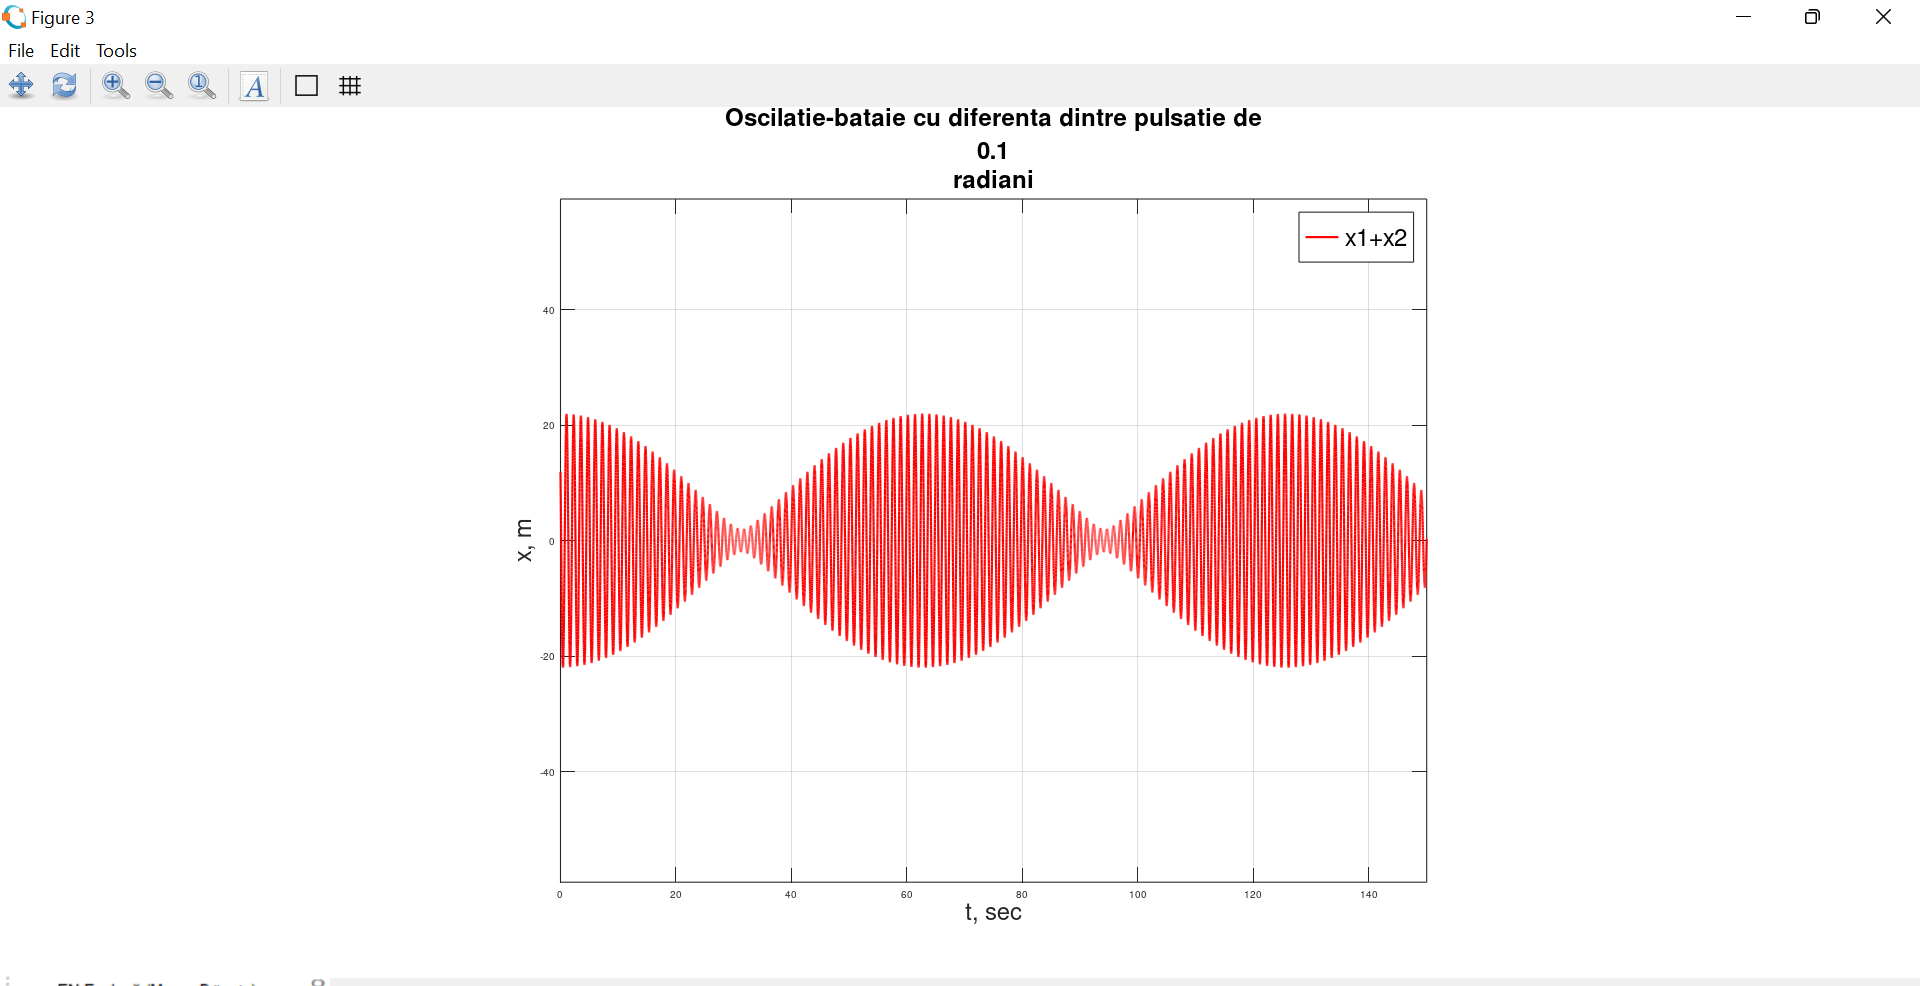 Figure 3
File Edit Tools
1
A
Oscilatie-bataie cu diferenta dintre pulsatie de
0.1
radiani
x1+x2
40
20
0
-20
-40
x, m
0 20 40 60 80 100 120 140
t, sec